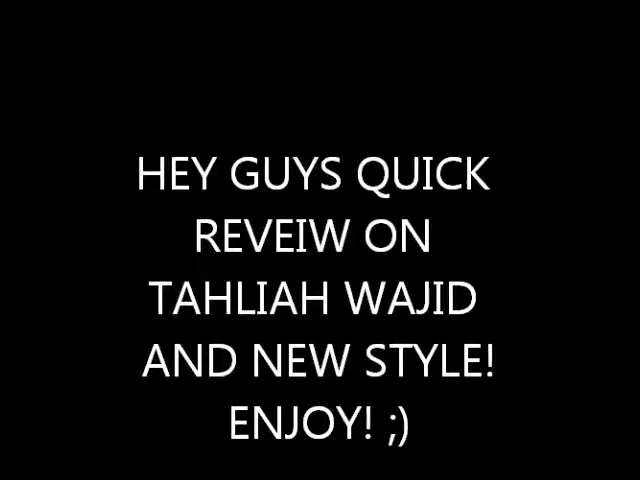 HEY GUYS QUICK
REVEIW ON
TAHLIAH WAJID
AND NEW STYLE!
ENJOY! ;)